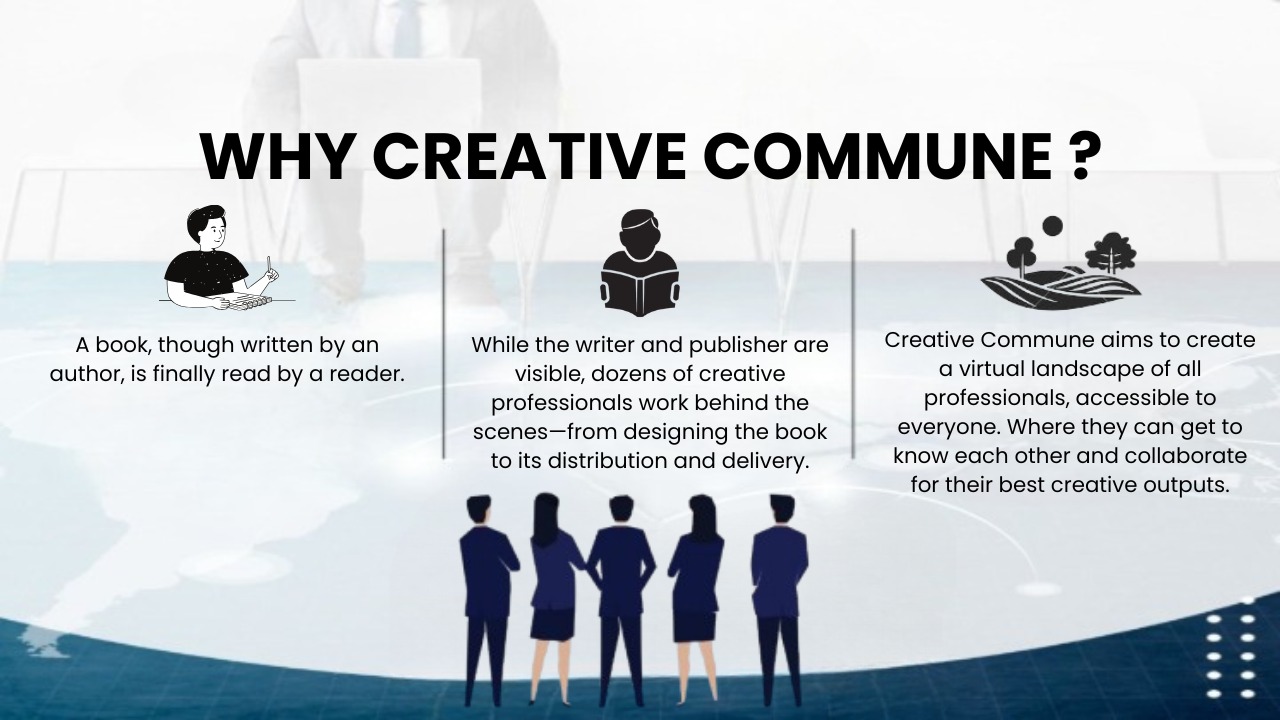 WHY CREATIVE COMMUNE ?
A book, though written by an
author, is finally read by a reader.
While the writer and publisher are
visible, dozens of creative
professionals work behind the
scenes—from designing the book
to its distribution and delivery.
Creative Commune aims to create
a virtual landscape of all
professionals, accessible to
everyone. Where they can get to
know each other and collaborate
for their best creative outputs.